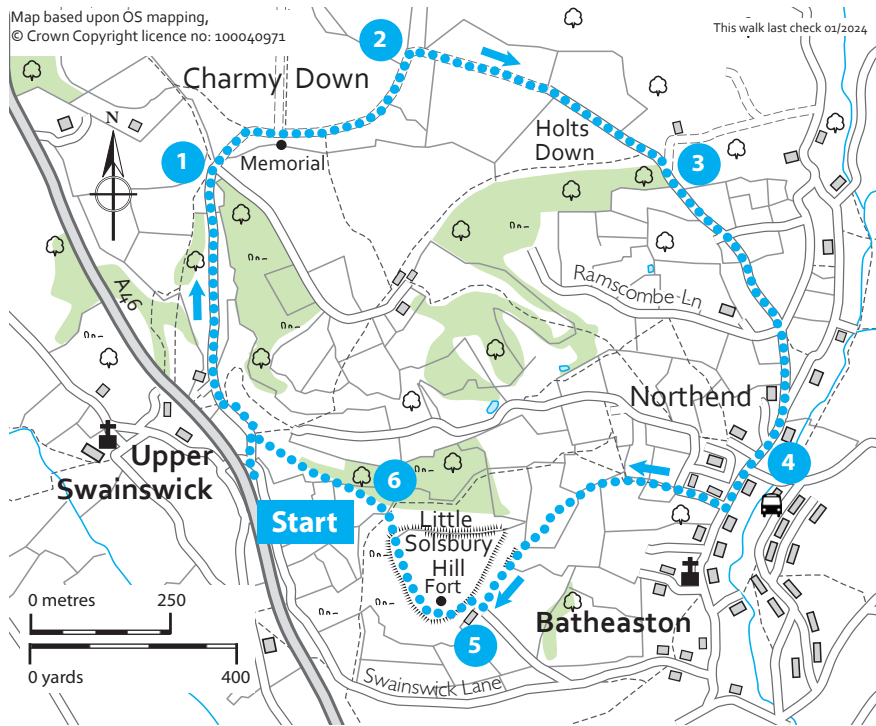 Map based upon OS mapping,
© Crown Copyright licence no: 100040971
This walk last check 01/2024
2
Charmy Down
N
1
Memorial
Holts
Down
3
A46
Ramscombe Ln
Northend
Upper
Swainswick
6
4
Start
Little
Solsbury
Hill
Fort
5
Batheaston
Swainswick Lane
0 metres 250
0 yards 400